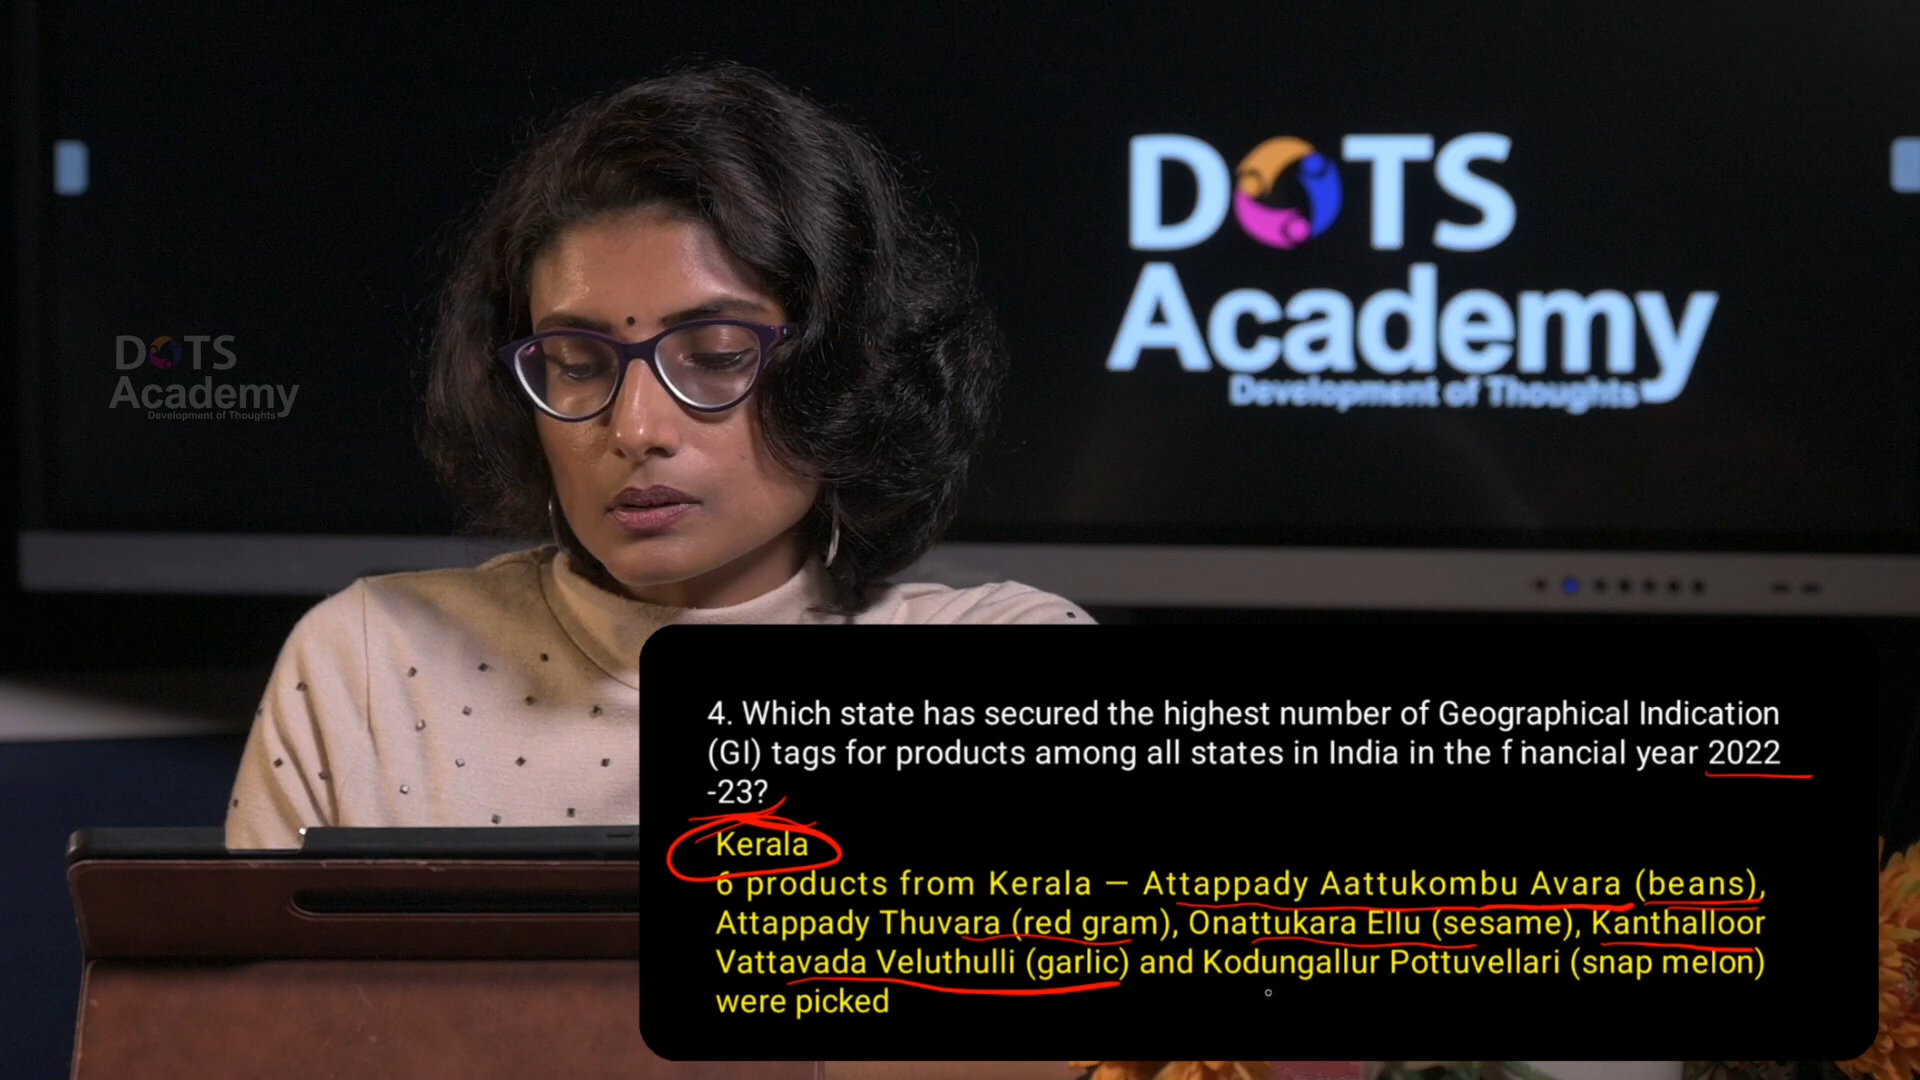 DOTS
Academy
Development of Thoughts
DOTS
Academy
Development of Thoughts
4. Which state has secured the highest number of Geographical Indication
(GI) tags for products among all states in India in the f nancial year 2022
-23?
Kerala
6 products from Kerala — Attappady Aattukombu Avara (beans),
Attappady Thuvara (red gram), Onattukara Ellu (sesame), Kanthalloor
Vattavada Veluthulli (garlic) and Kodungallur Pottuvellari (snap melon)
were picked